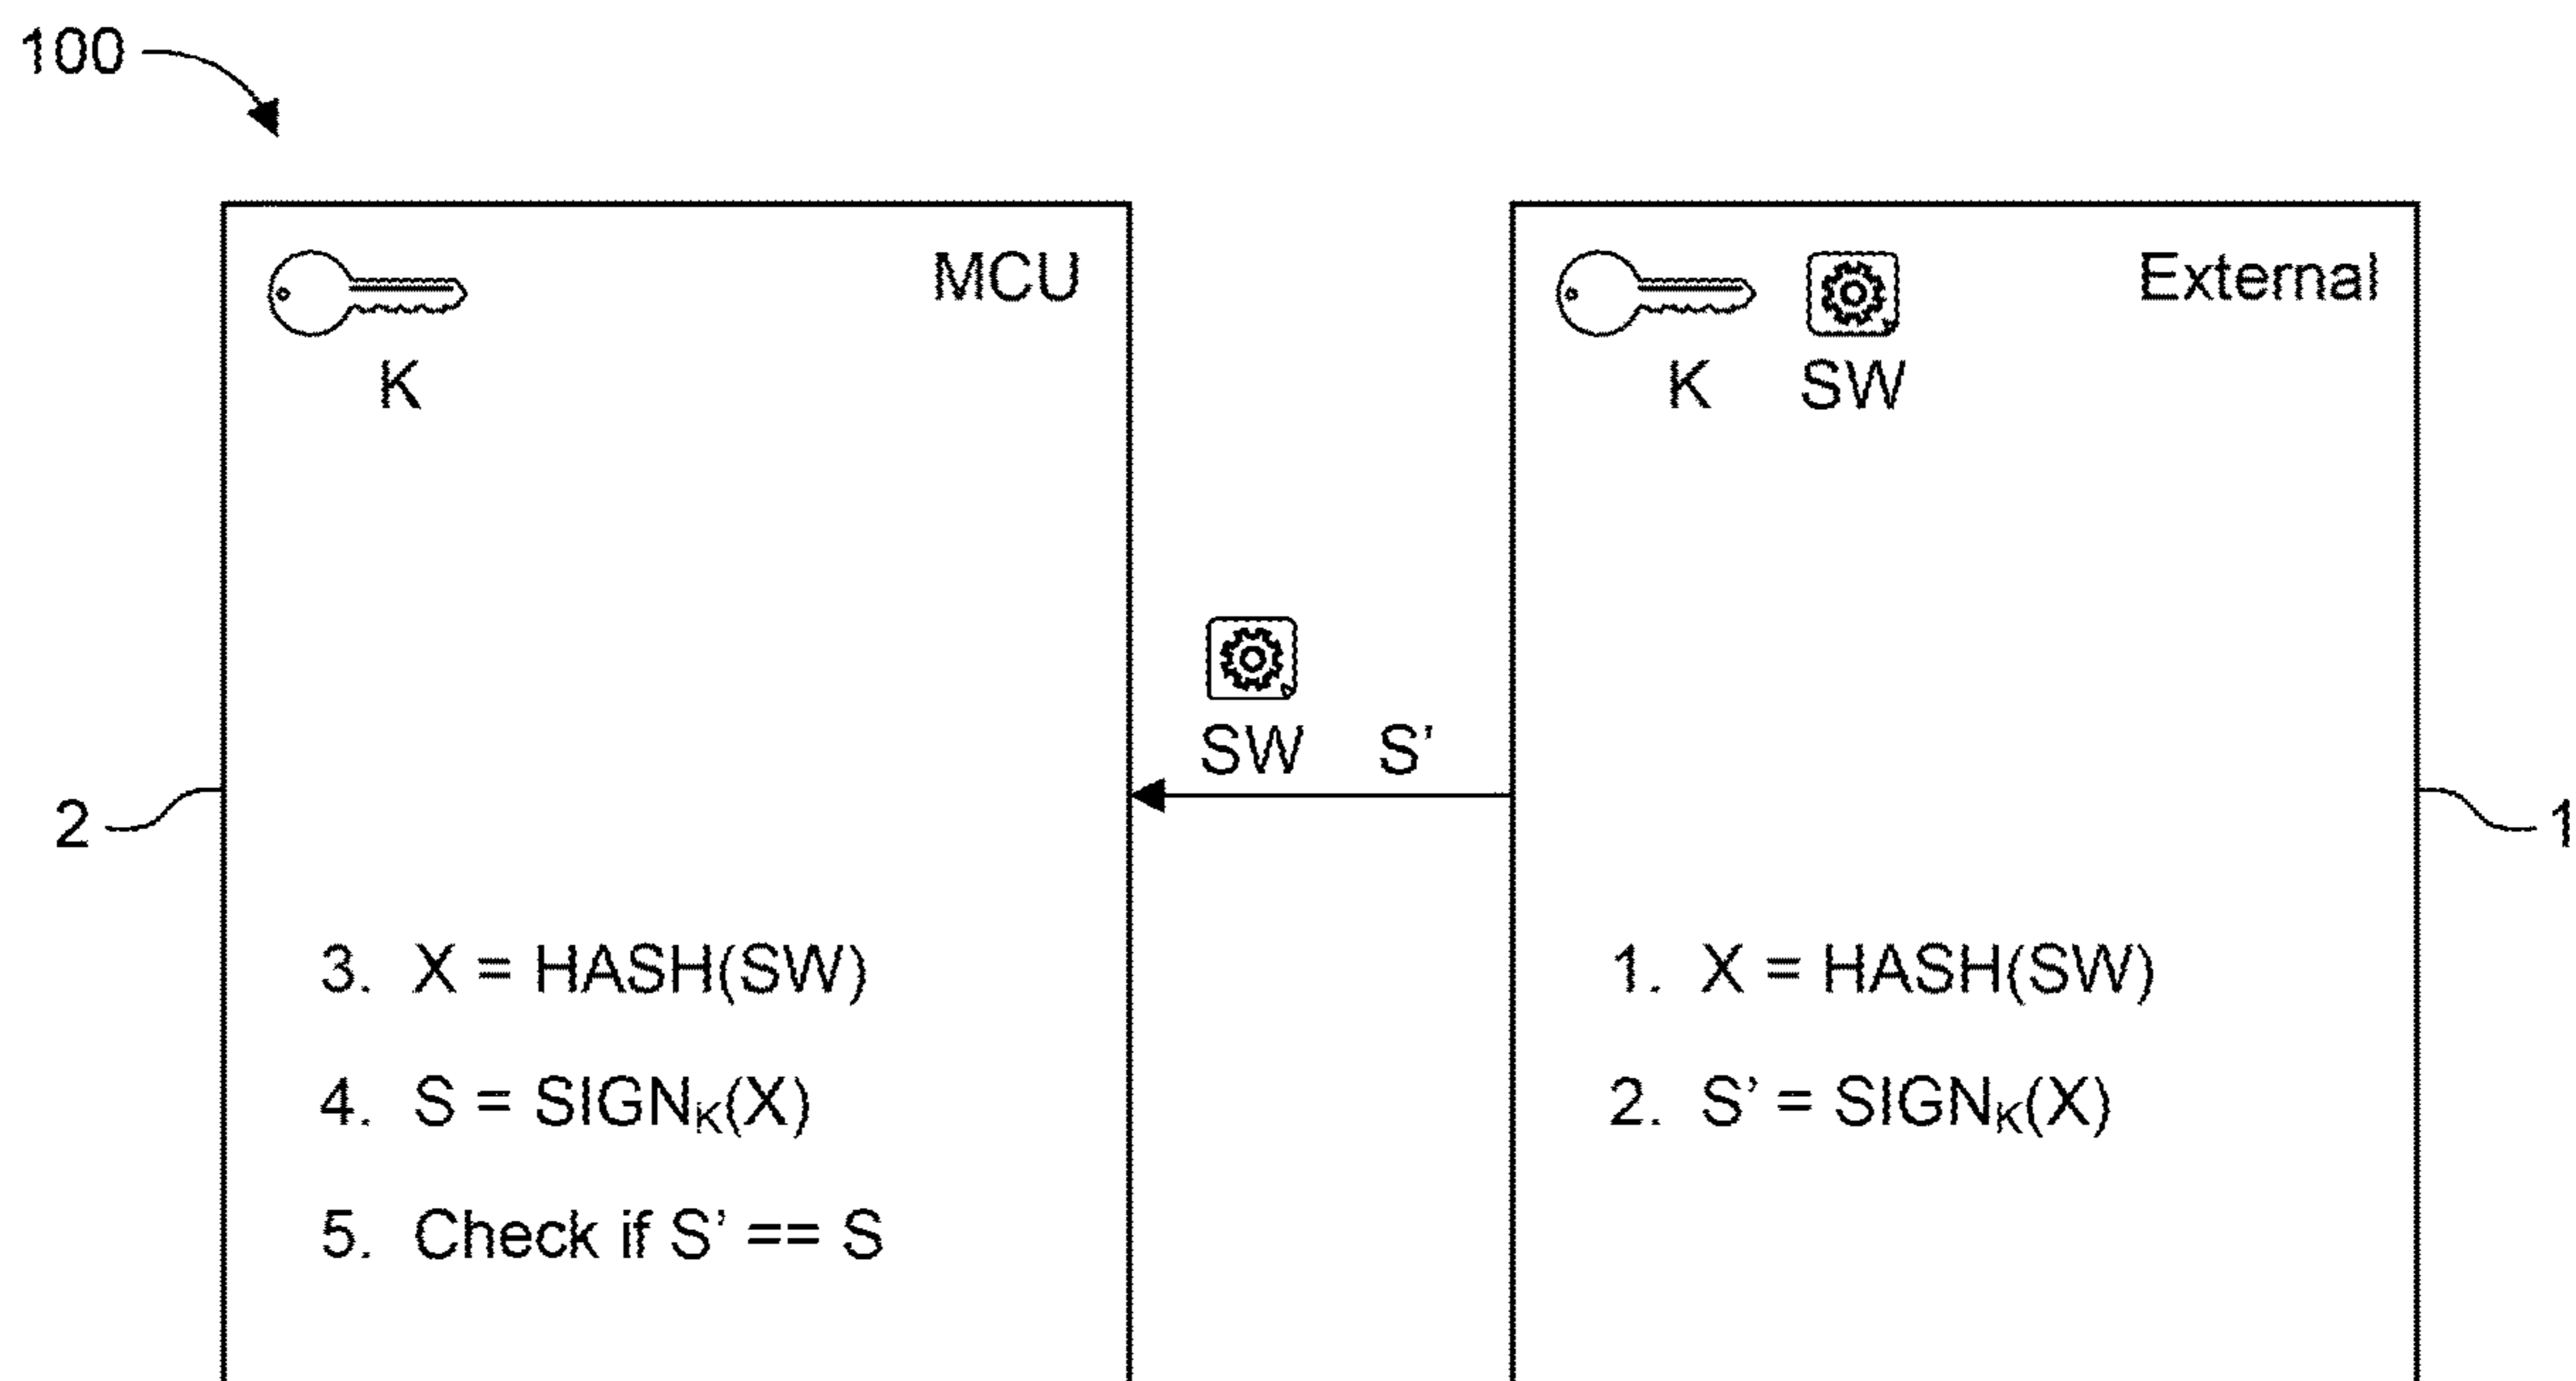 100
MCU
K
External
K SW
SW S’
2
1
3. X = HASH(SW)
4. S = SIGNK(X)
5. Check if S’ == S
1. X = HASH(SW)
2. S’ = SIGNK(X)